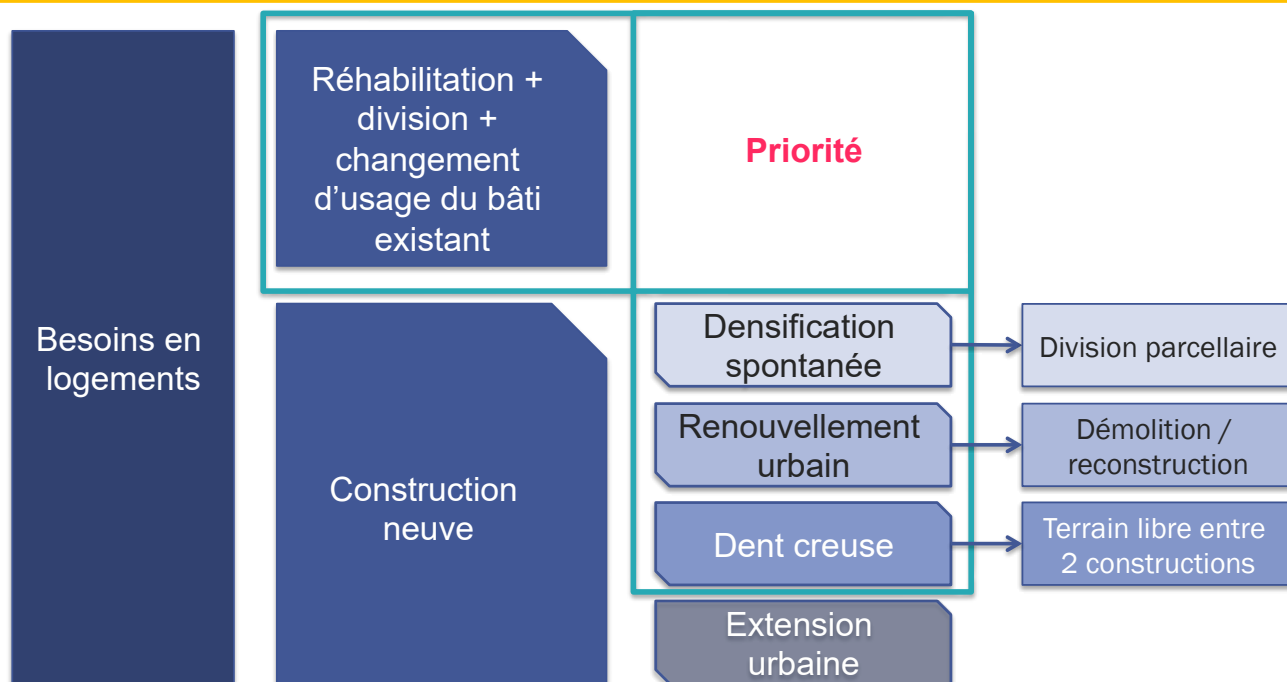 Besoins en
logements
Réhabilitation +
division +
changement
d’usage du bâti
existant
Priorité
Construction
neuve
Densification
spontanée
Division parcellaire
Renouvellement
urbain
Démolition /
reconstruction
Dent creuse
Terrain libre entre
2 constructions
Extension
urbaine